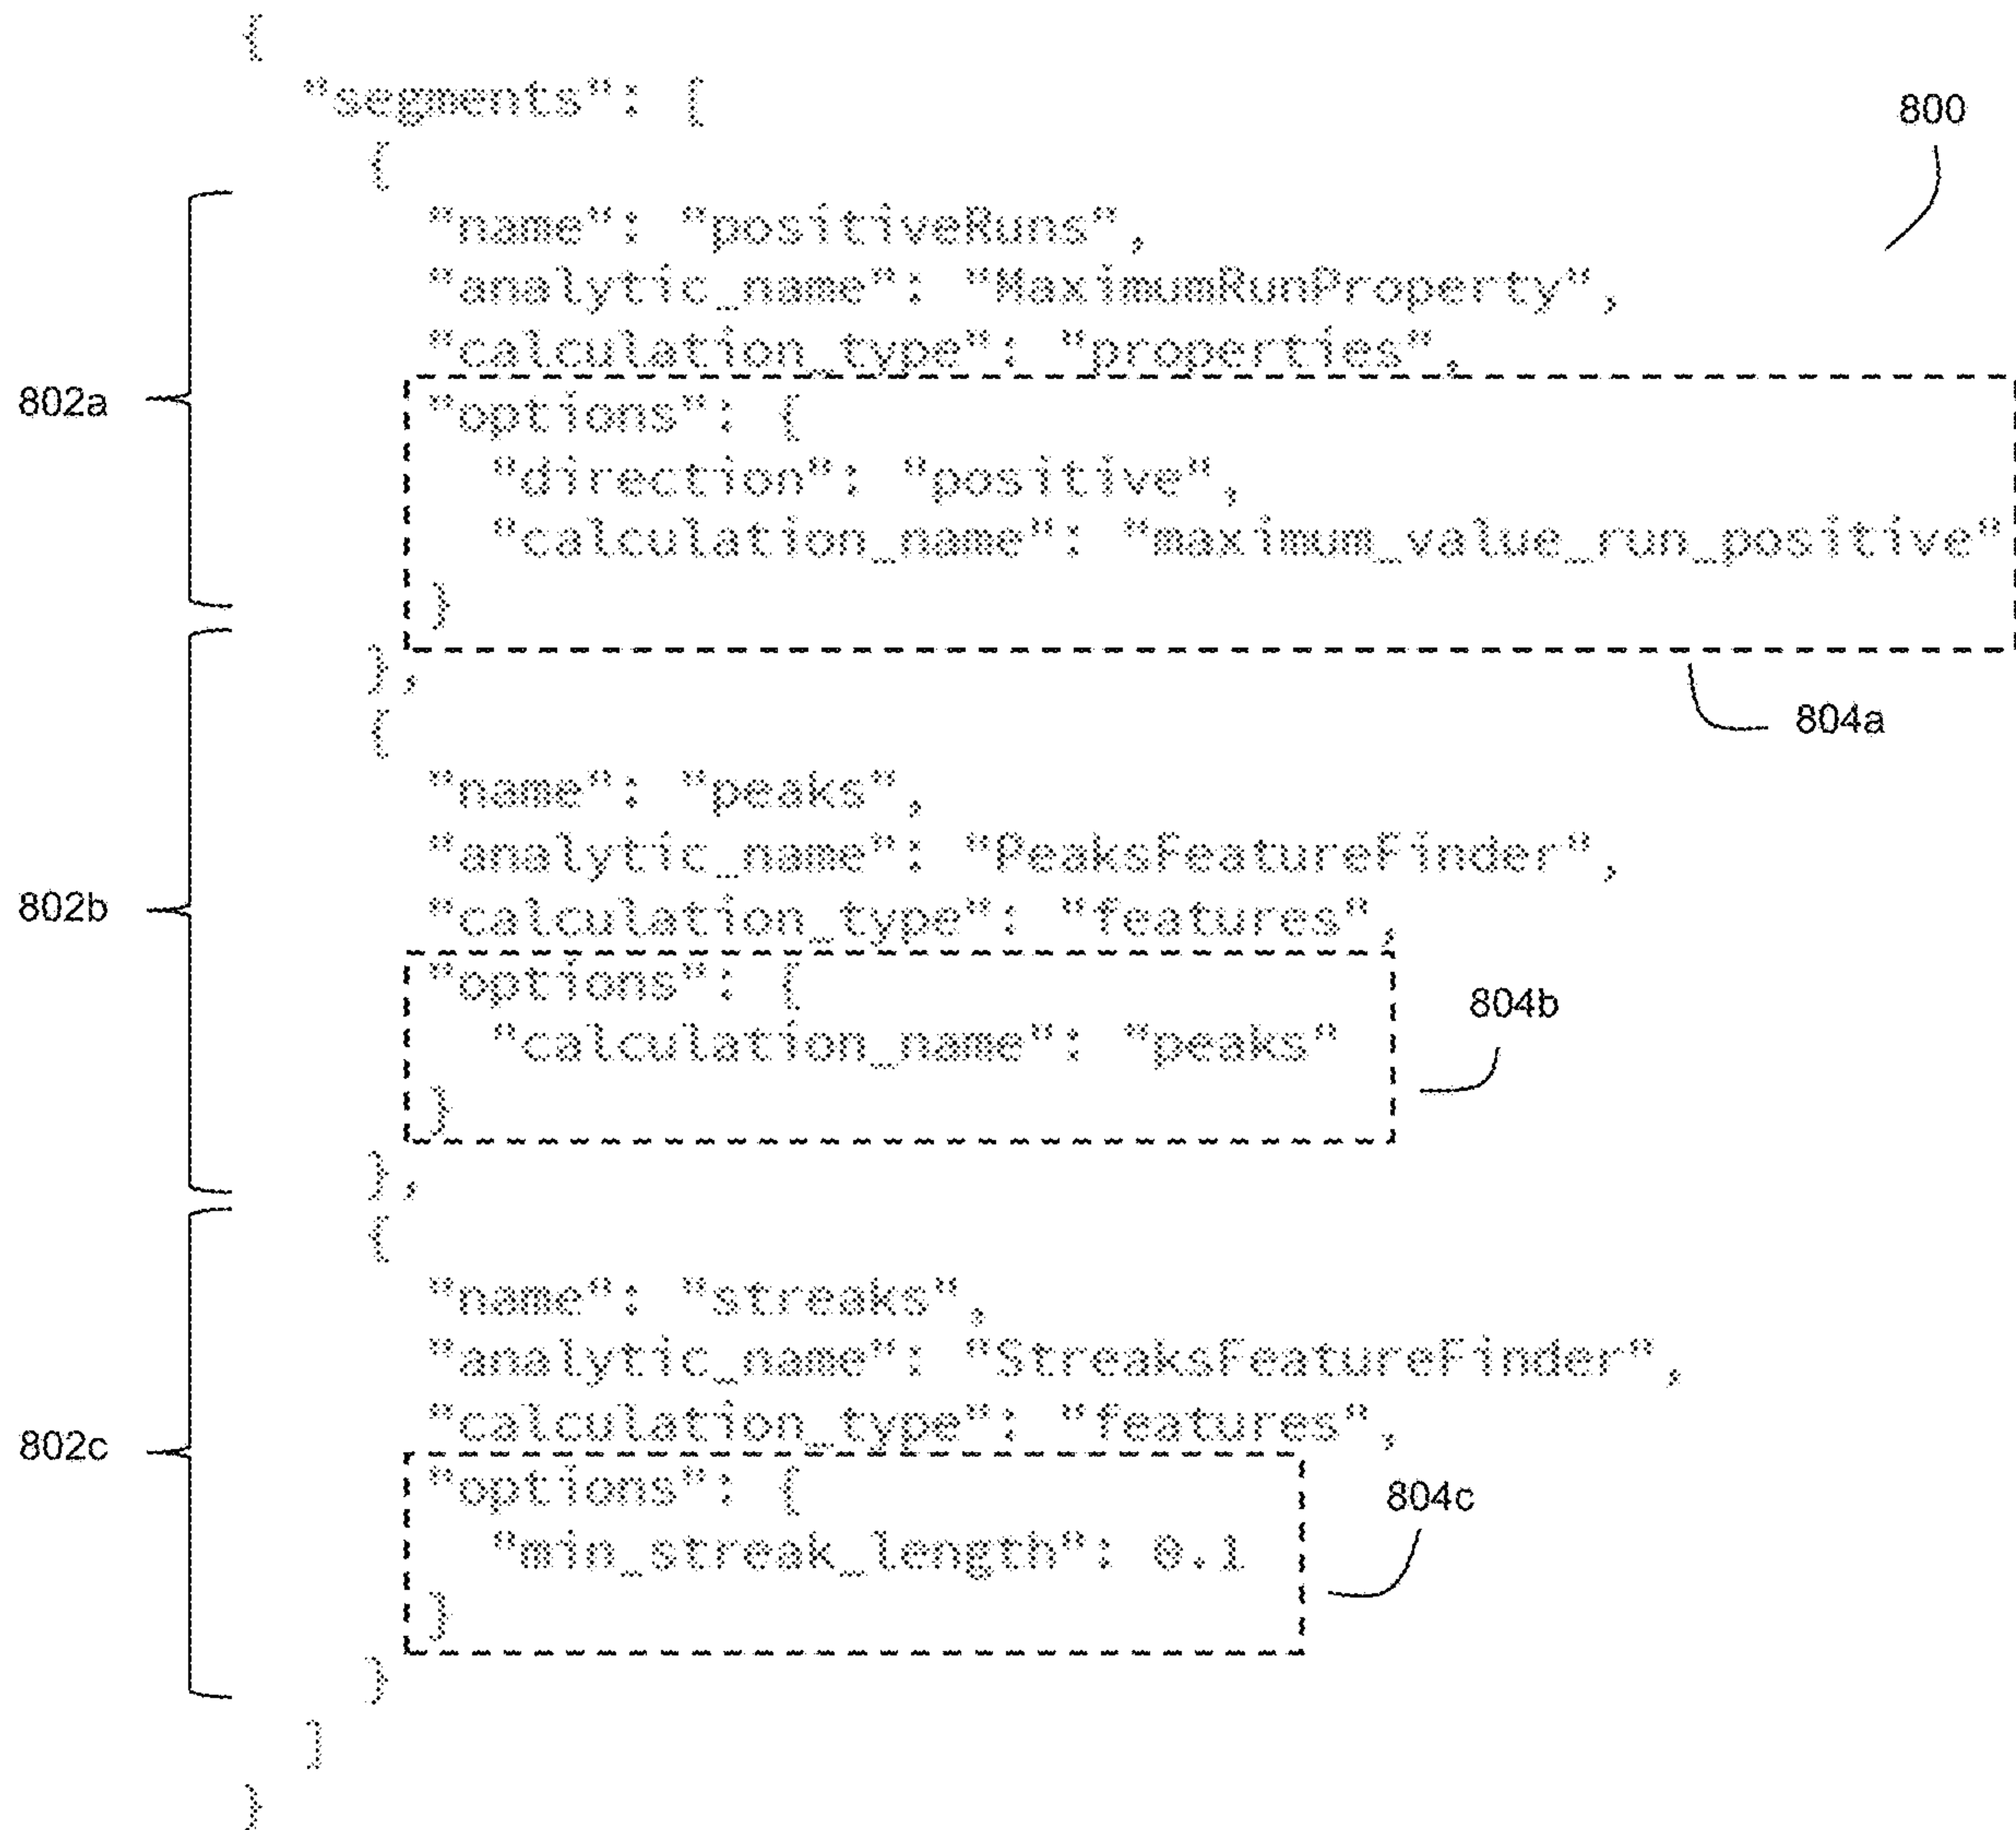 {
"segments": [
800
{
"name": "positiveRuns",
"analytic_name": "MaximumRunProperty",
"calculation_type": "properties",
802a
"options": {
"direction": "positive",
"calculation_name": "maximum_value_run_positive"
}
},
804a
{
"name": "peaks",
"analytic_name": "PeaksFeatureFinder",
802b
"calculation_type": "features",
"options": {
804b
"calculation_name": "peaks"
}
},
{
"name": "streaks",
"analytic_name": "StreaksFeatureFinder",
"calculation_type": "features",
802c
"options": {
804c
"min_streak_length": 0.1
}
}
]
}